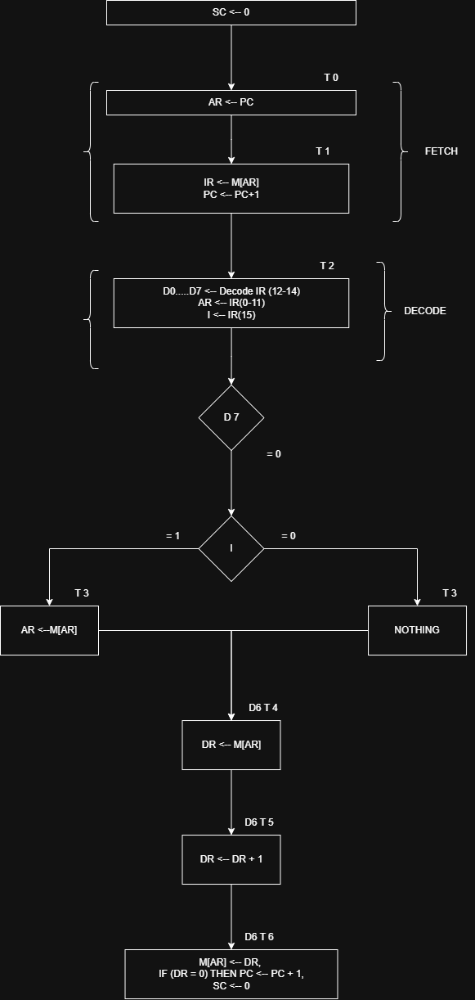 SC <-- 0
T 0
AR <-- PC
FETCH
T 1
IR <-- M[AR]
PC <-- PC+1
T 2
D0.....D7 <-- Decode IR (12-14)
AR <-- IR(0-11)
I <-- IR(15)
DECODE
D 7
= 0
= 1
= 0
I
T 3
T 3
AR <--M[AR]
NOTHING
D6 T 4
DR <-- M[AR]
D6 T 5
DR <-- DR + 1
D6 T 6
M[AR] <-- DR,
IF (DR = 0) THEN PC <-- PC + 1,
SC <-- 0